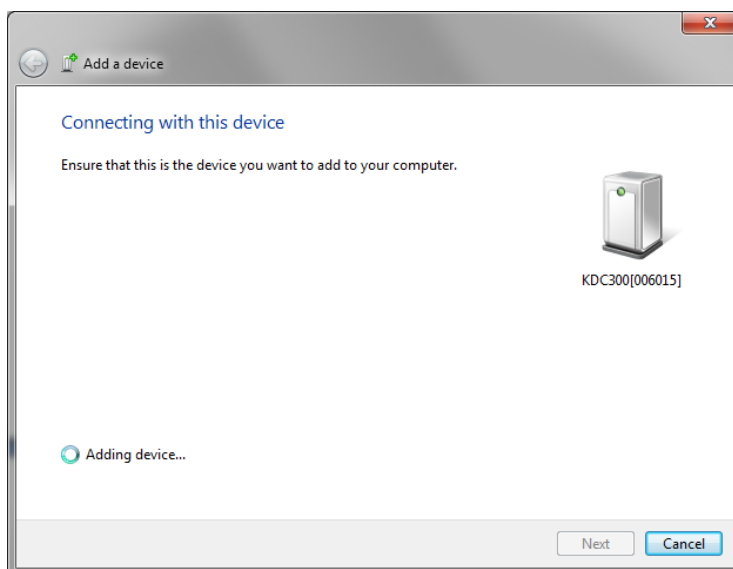 Add a device
Connecting with this device
Ensure that this is the device you want to add to your computer.
KDC300[006015]
Adding device...
Next
Cancel